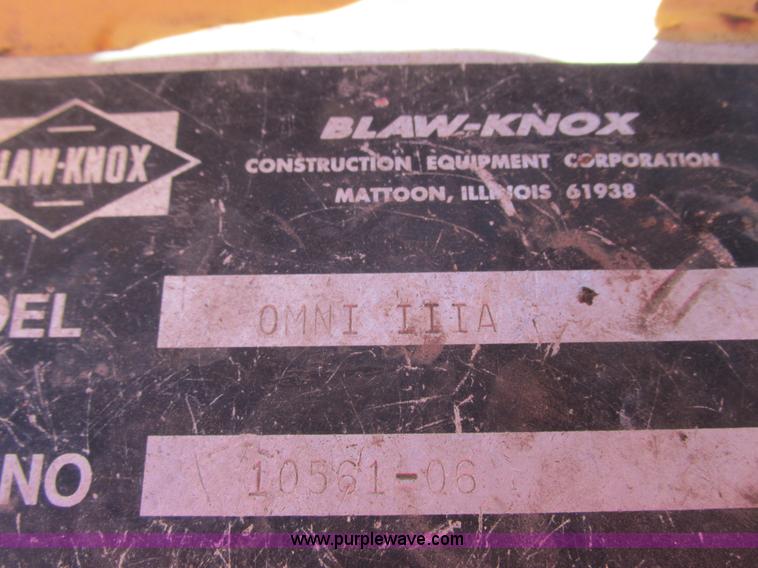 BLAW-KNOX
LAW-KNOX
CONSTRUCTION EQUIPMENT CORPORATION
MATTOON, ILLINOIS 61938
DEL
OMNI IIIA
NO
10561-06
www.purplewave.com